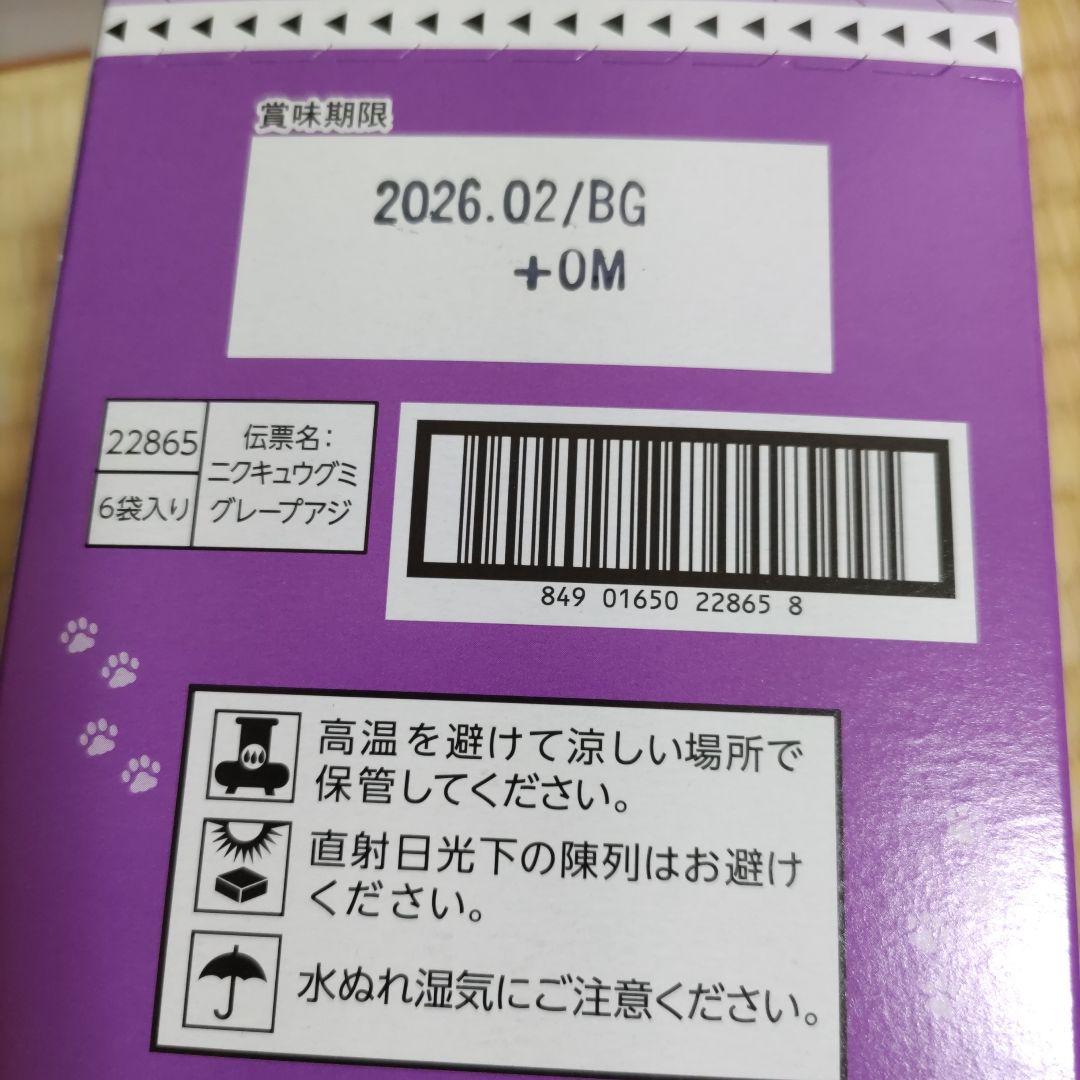 賞味期限
2026.02/BG
+OM
22865
6袋入り
伝票名：
ニクキュウグミ
グレープアジ
849 01650 22865 8
高温を避けて涼しい場所で
保管してください。
直射日光下の陳列はお避け
ください。
水ぬれ湿気にご注意ください。